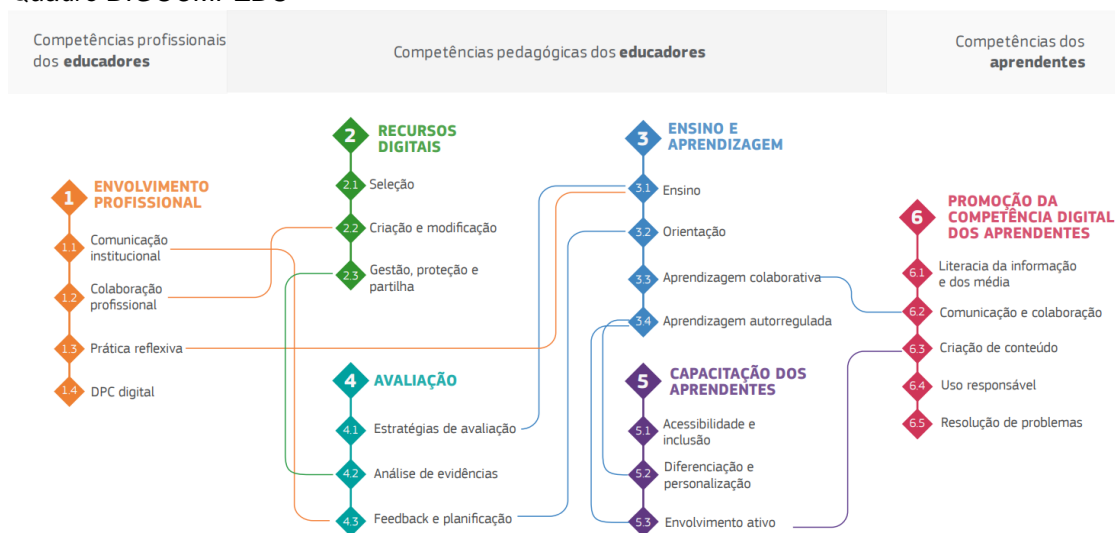 Quadro DIGCOMPEDU
Competências profissionais
dos educadores
Competências pedagógicas dos educadores
Competências dos
aprendentes
1
ENVOLVIMENTO
PROFISSIONAL
1.1
Comunicação
institucional
1.2
Colaboração
profissional
1.3
Prática reflexiva
1.4
DPC digital
2
RECURSOS
DIGITAIS
2.1
Seleção
2.2
Criação e modificação
2.3
Gestão, proteção e
partilha
3
ENSINO E
APRENDIZAGEM
3.1
Ensino
3.2
Orientação
3.3
Aprendizagem colaborativa
3.4
Aprendizagem autorregulada
4
AVALIAÇÃO
4.1
Estratégias de avaliação
4.2
Análise de evidências
4.3
Feedback e planificação
5
CAPACITAÇÃO DOS
APRENDENTES
5.1
Acessibilidade e
inclusão
5.2
Diferenciação e
personalização
5.3
Envolvimento ativo
6
PROMOÇÃO DA
COMPETÊNCIA DIGITAL
DOS APRENDENTES
6.1
Literacia da informação
e dos média
6.2
Comunicação e colaboração
6.3
Criação de conteúdo
6.4
Uso responsável
6.5
Resolução de problemas